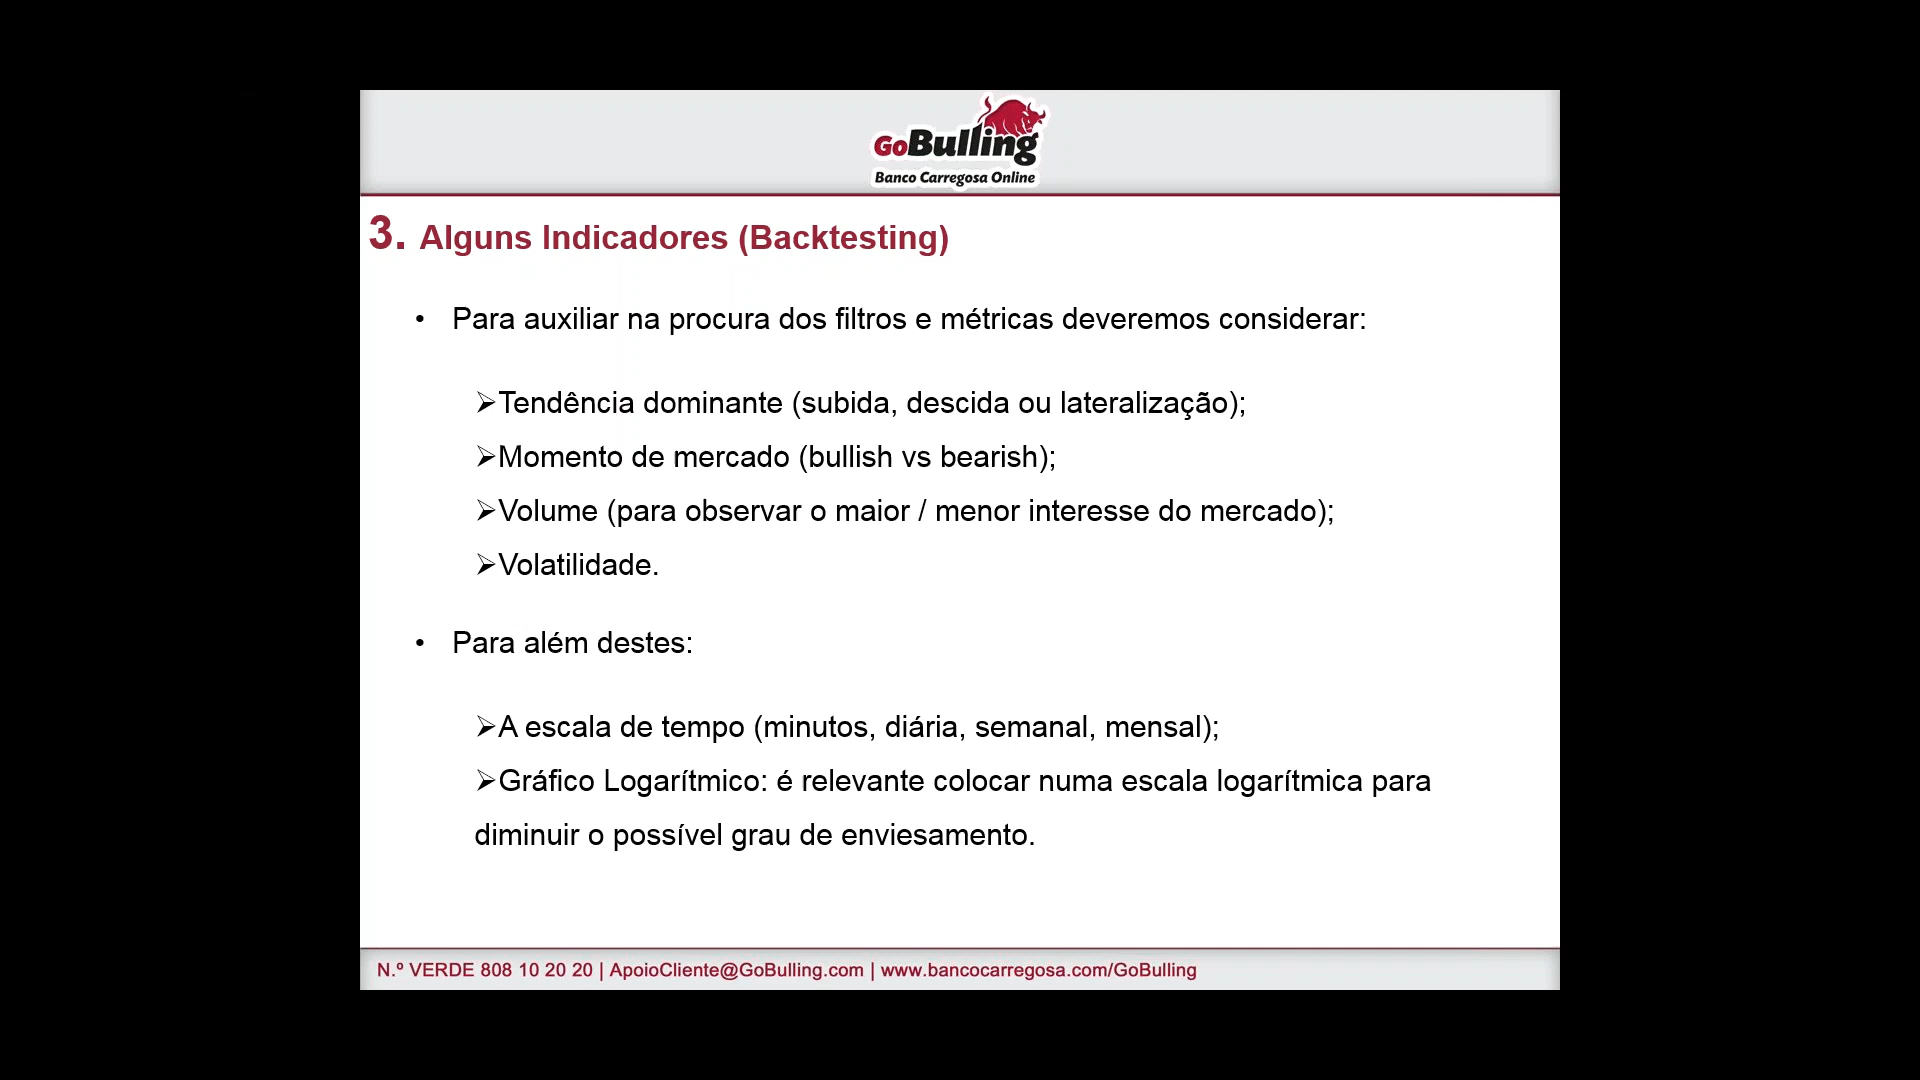 GoBulling
Banco Carregosa Online
3. Alguns Indicadores (Backtesting)
• Para auxiliar na procura dos filtros e métricas deveremos considerar:
➢Tendência dominante (subida, descida ou lateralização);
➢Momento de mercado (bullish vs bearish);
➢Volume (para observar o maior / menor interesse do mercado);
➢Volatilidade.
• Para além destes:
➢A escala de tempo (minutos, diária, semanal, mensal);
➢Gráfico Logarítmico: é relevante colocar numa escala logarítmica para
diminuir o possível grau de enviesamento.
N.º VERDE 808 10 20 20 | ApoioCliente@GoBulling.com | www.bancocarregosa.com/GoBulling